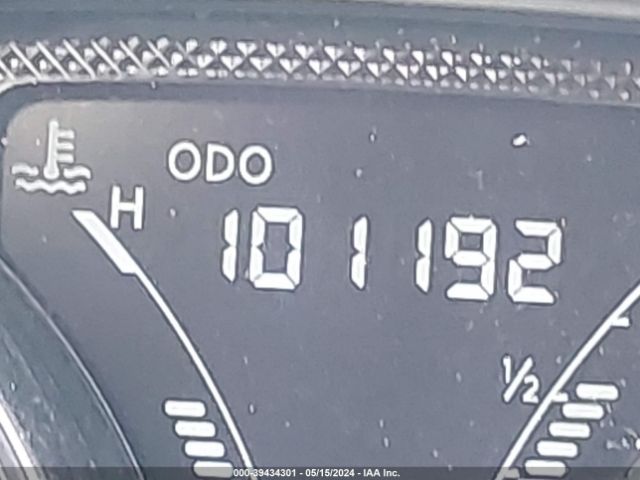 ODO
H
101192
1/2
000-39434301 - 05/15/2024 - IAA Inc.